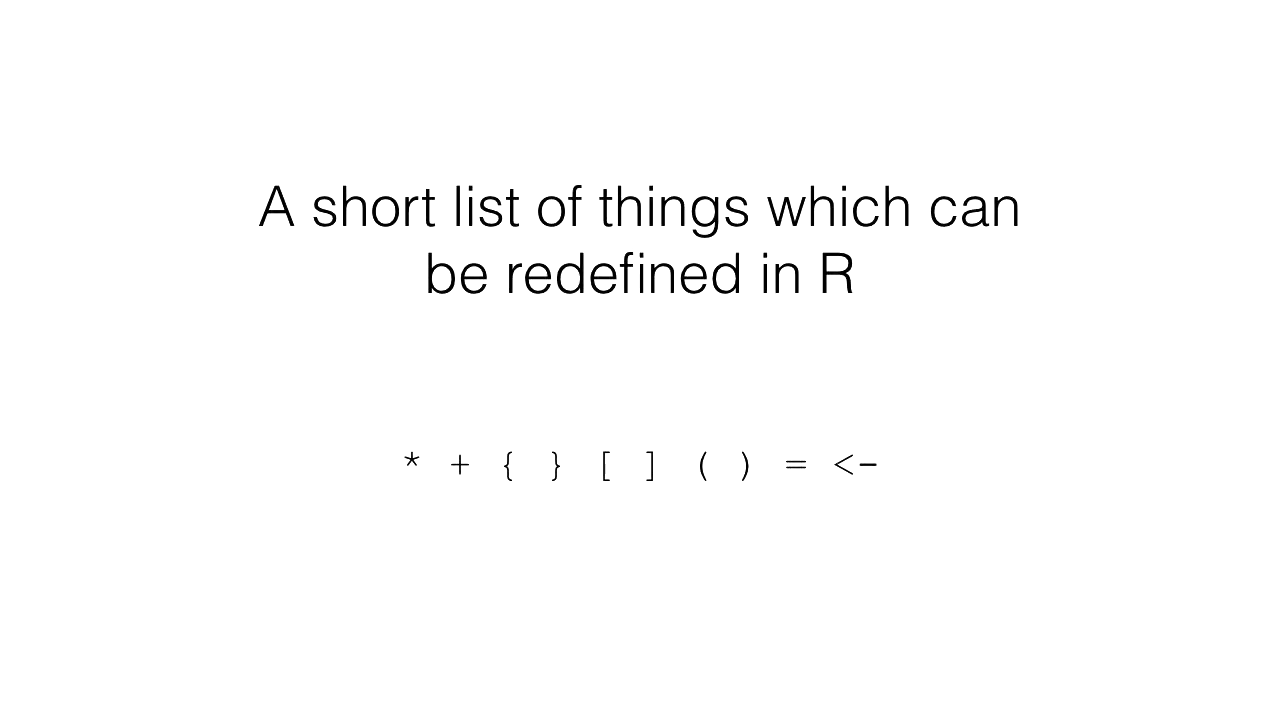 A short list of things which can
be redefined in R
* + { } [ ] ( ) = <-